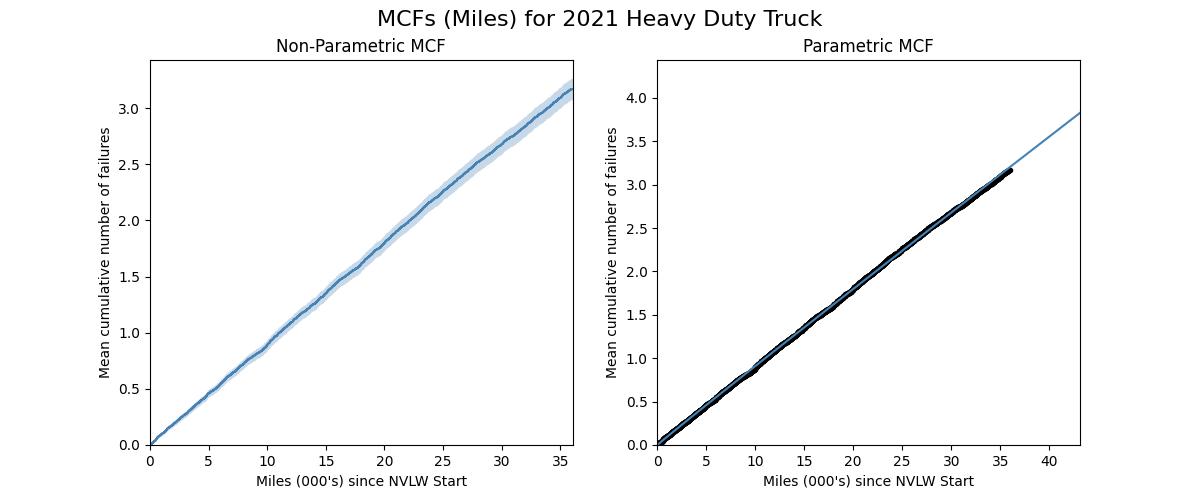 MCFs (Miles) for 2021 Heavy Duty Truck
Non-Parametric MCF
Mean cumulative number of failures
3.0
2.5
2.0
1.5
1.0
0.5
0.0
0 5 10 15 20 25 30 35
Miles (000's) since NVLW Start
Parametric MCF
Mean cumulative number of failures
4.0
3.5
3.0
2.5
2.0
1.5
1.0
0.5
0.0
0 5 10 15 20 25 30 35 40
Miles (000's) since NVLW Start